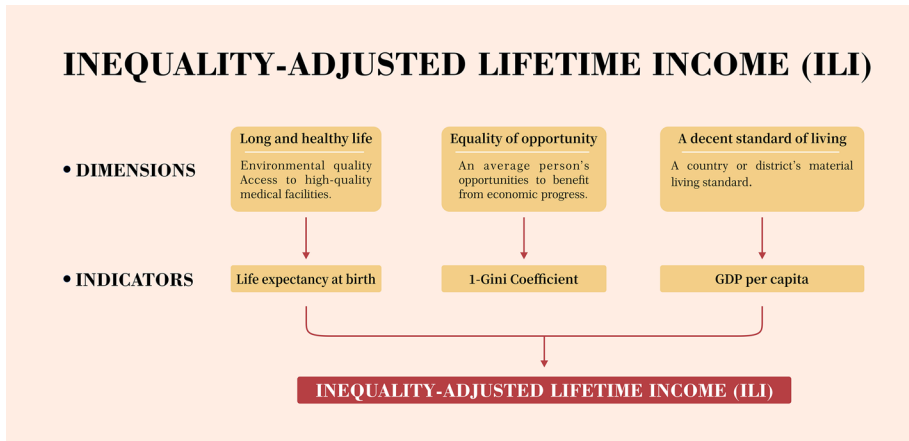 INEQUALITY-ADJUSTED LIFETIME INCOME (ILI)
• DIMENSIONS
Long and healthy life
Environmental quality
Access to high-quality
medical facilities.
Equality of opportunity
An average person's
opportunities to benefit
from economic progress.
A decent standard of living
A country or district's material
living standard.
• INDICATORS
Life expectancy at birth
1-Gini Coefficient
GDP per capita
INEQUALITY-ADJUSTED LIFETIME INCOME (ILI)